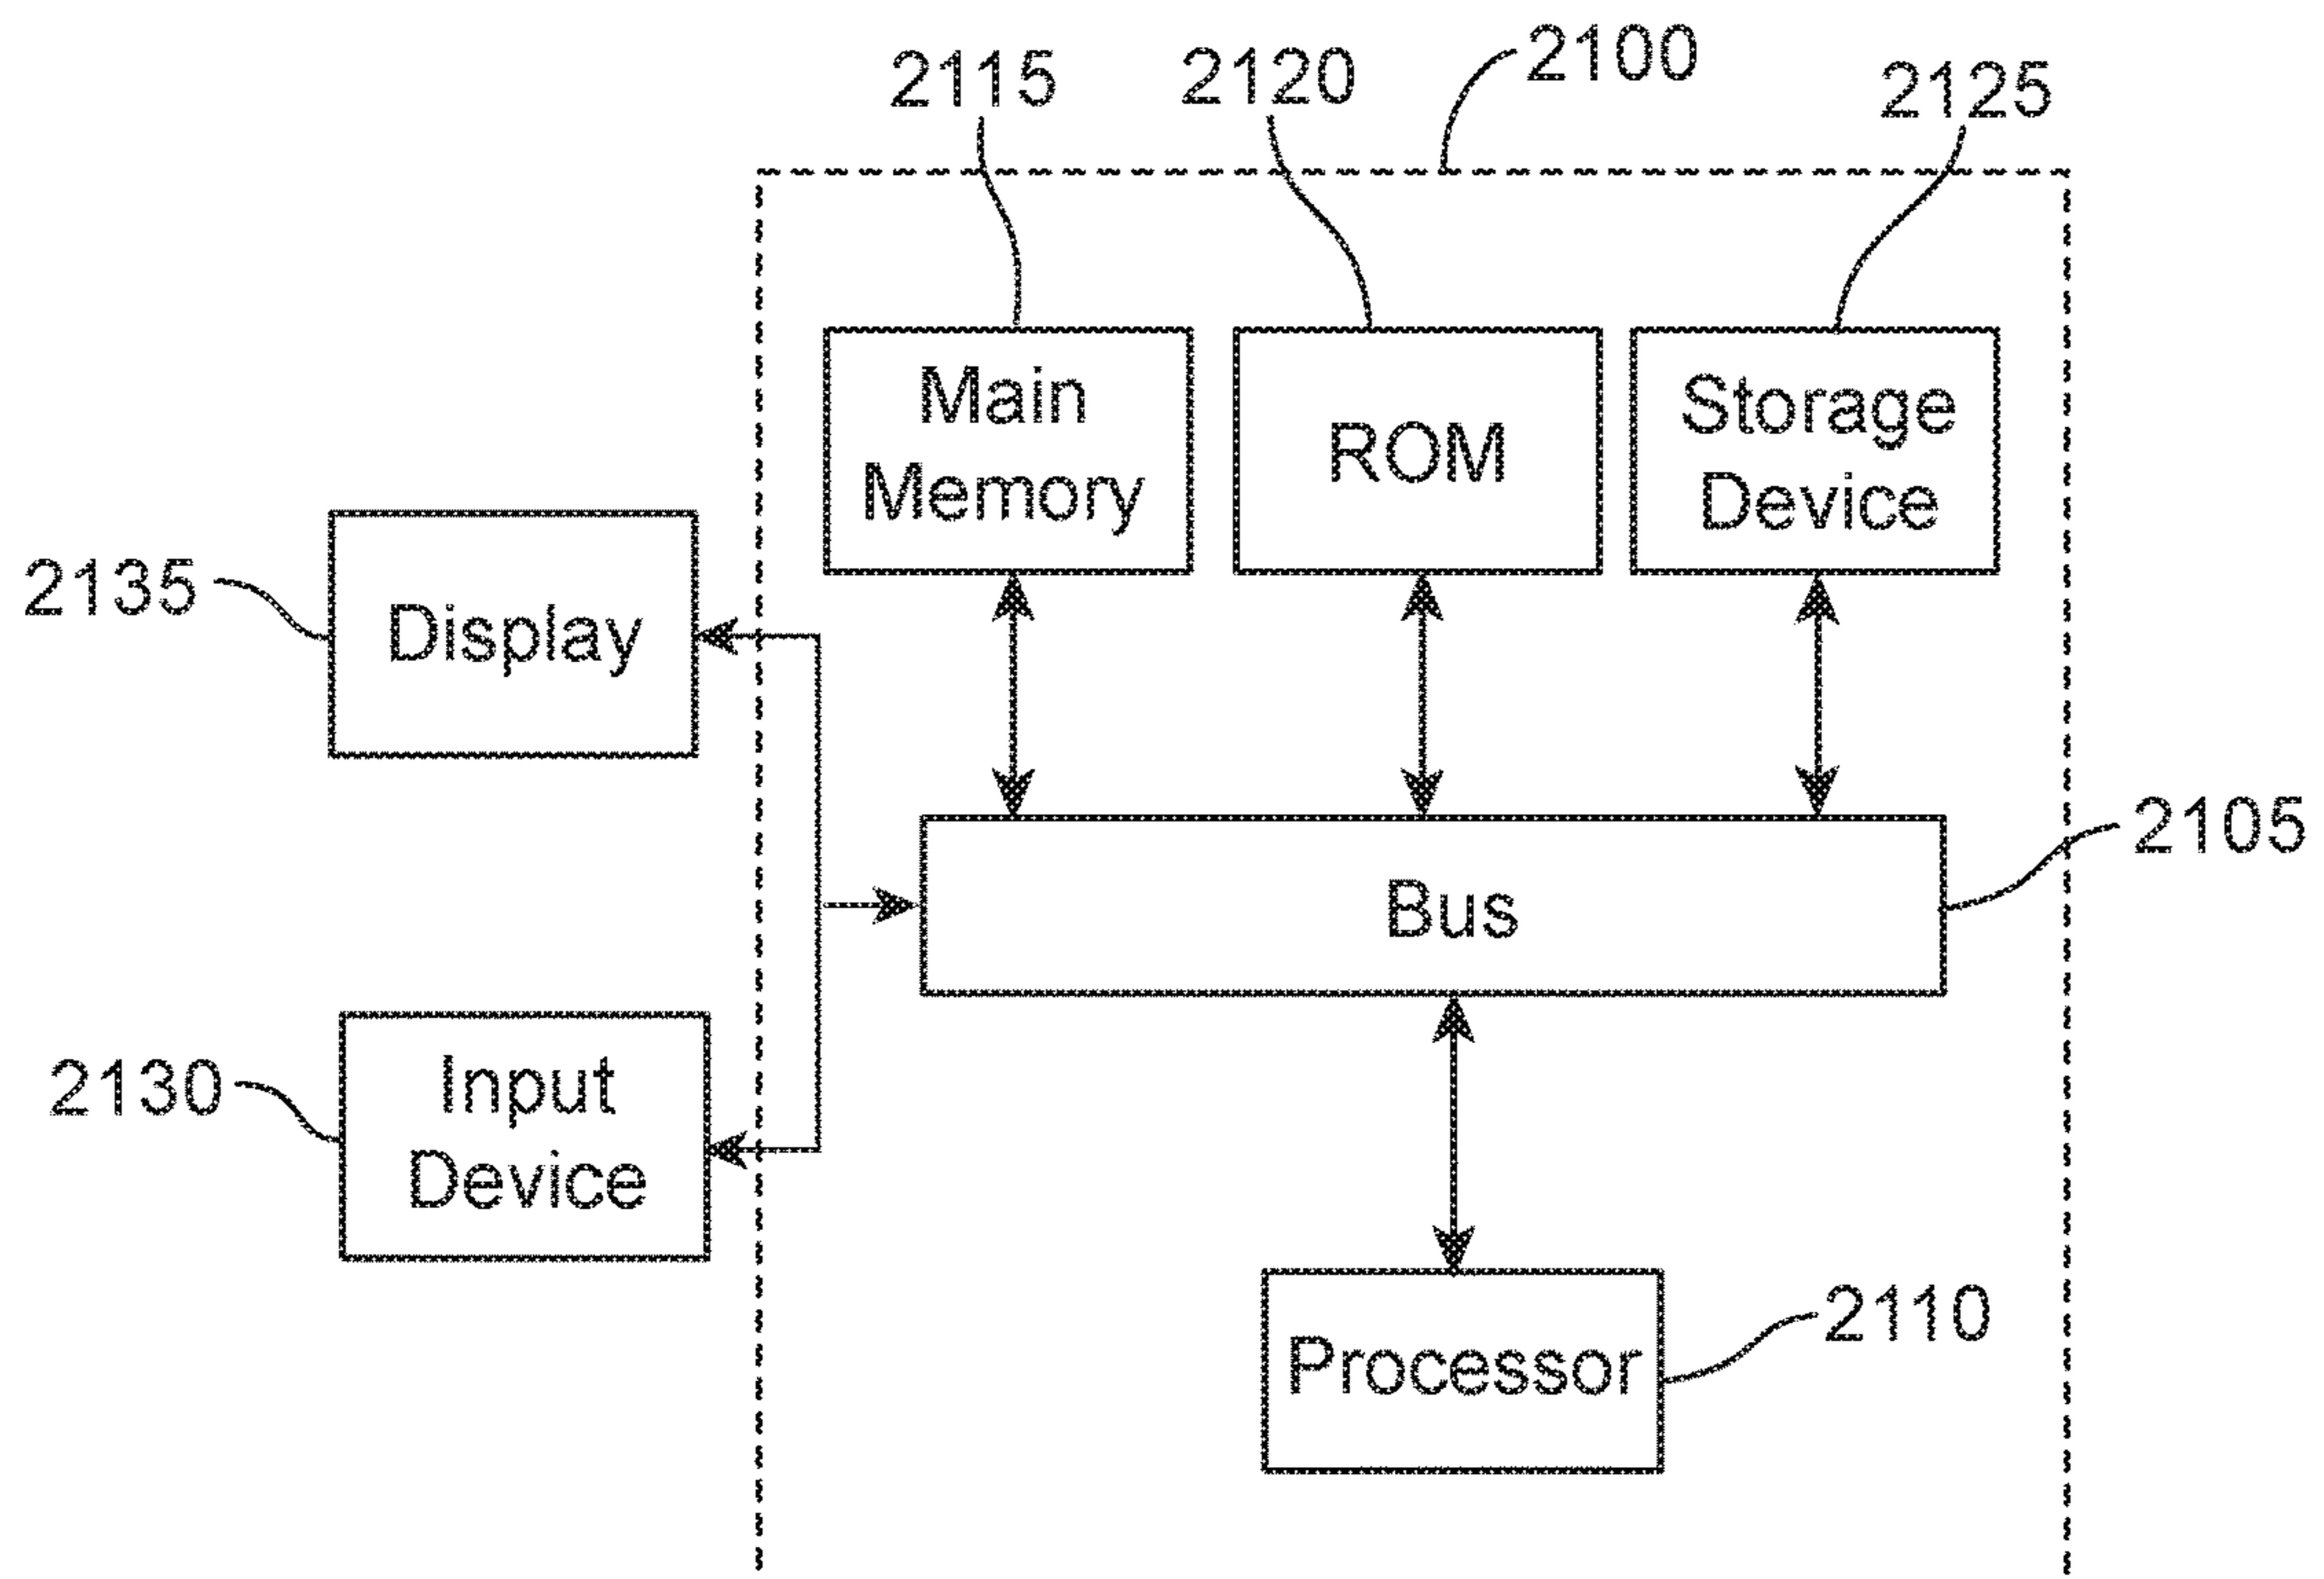 2100
2115
2120
2125
Main
Memory
ROM
Storage
Device
2135
Display
2105
Bus
2130
Input
Device
2110
Processor